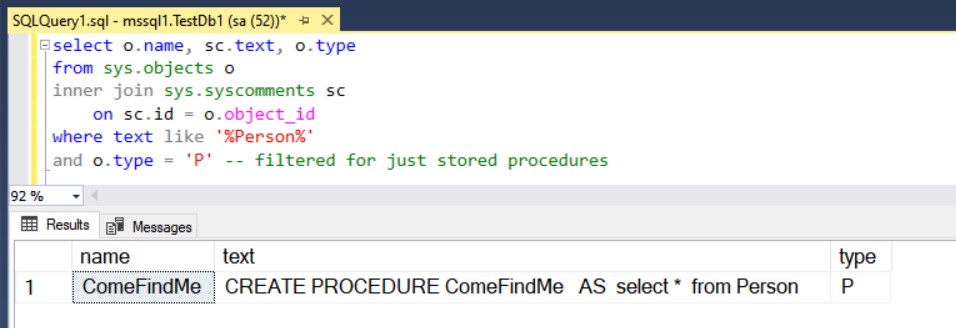 SQLQuery1.sql - mssql1.TestDb1 (sa (52))*
select o.name, sc.text, o.type
from sys.objects o
inner join sys.syscomments sc
on sc.id = o.object_id
where text like '%Person%'
and o.type = 'P' -- filtered for just stored procedures
92 %
Results Messages
name text type
1 ComeFindMe CREATE PROCEDURE ComeFindMe AS select * from Person P